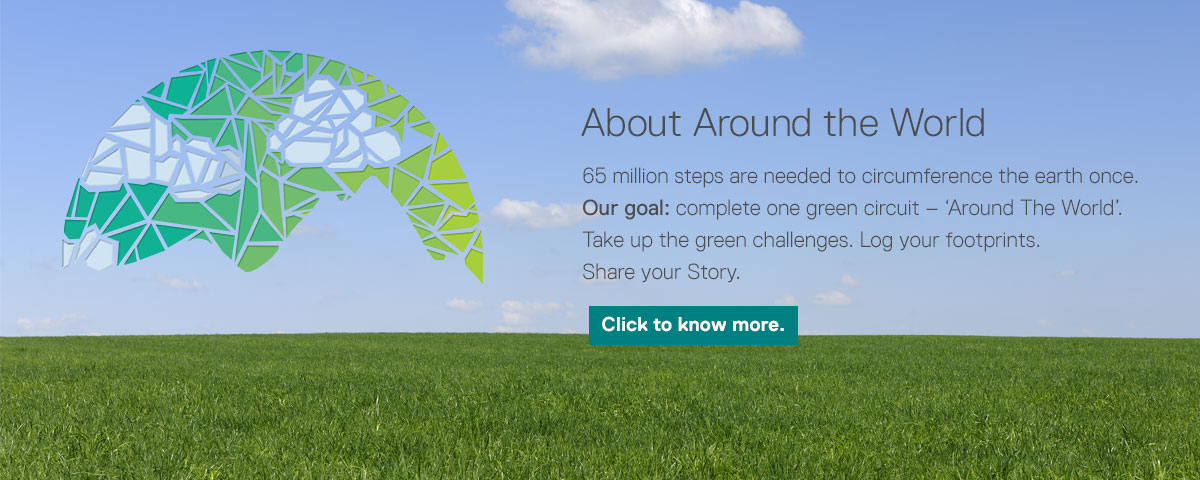 About Around the World
65 million steps are needed to circumference the earth once.
Our goal: complete one green circuit – ‘Around The World’.
Take up the green challenges. Log your footprints.
Share your Story.
Click to know more.